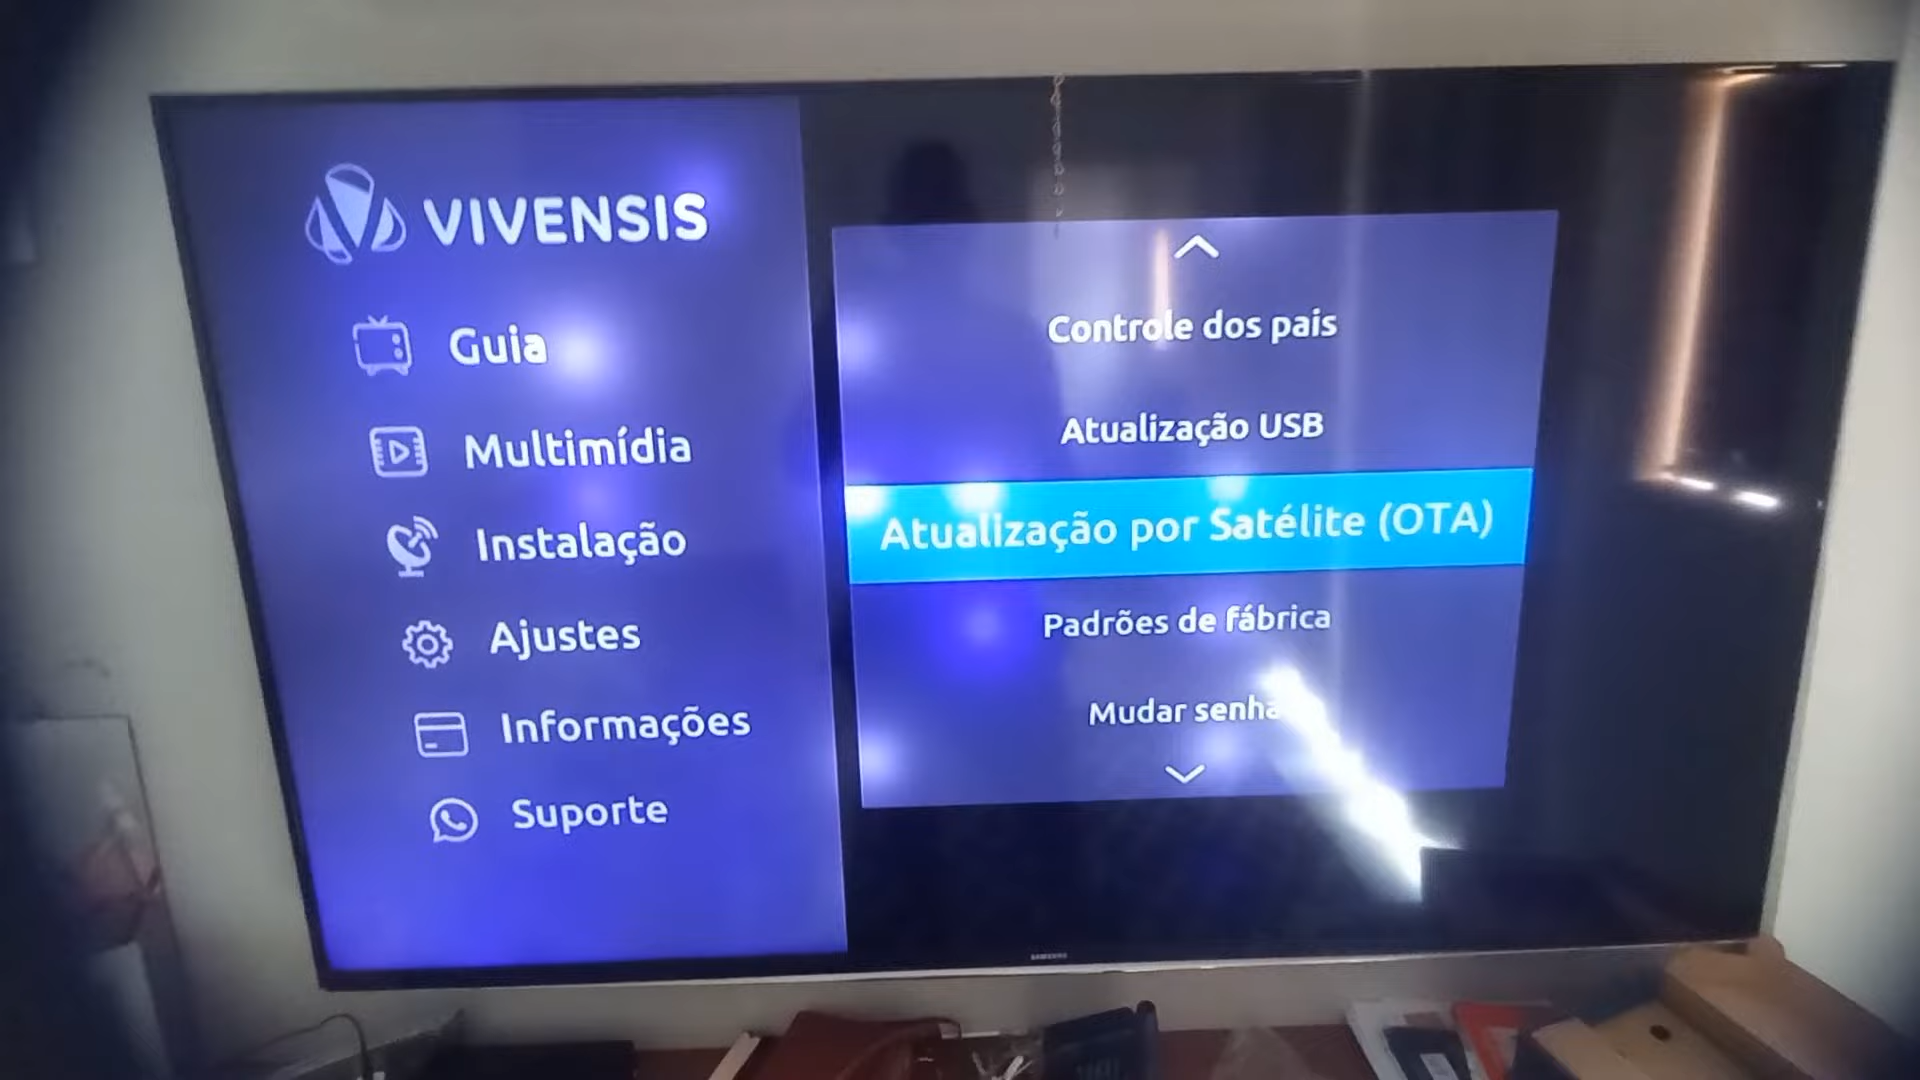 VIVENSIS
Guia
Multimídia
Instalação
Ajustes
Informações
Suporte
Controle dos pais
Atualização USB
Atualização por Satélite (OTA)
Padrões de fábrica
Mudar senha
SAMSUNG